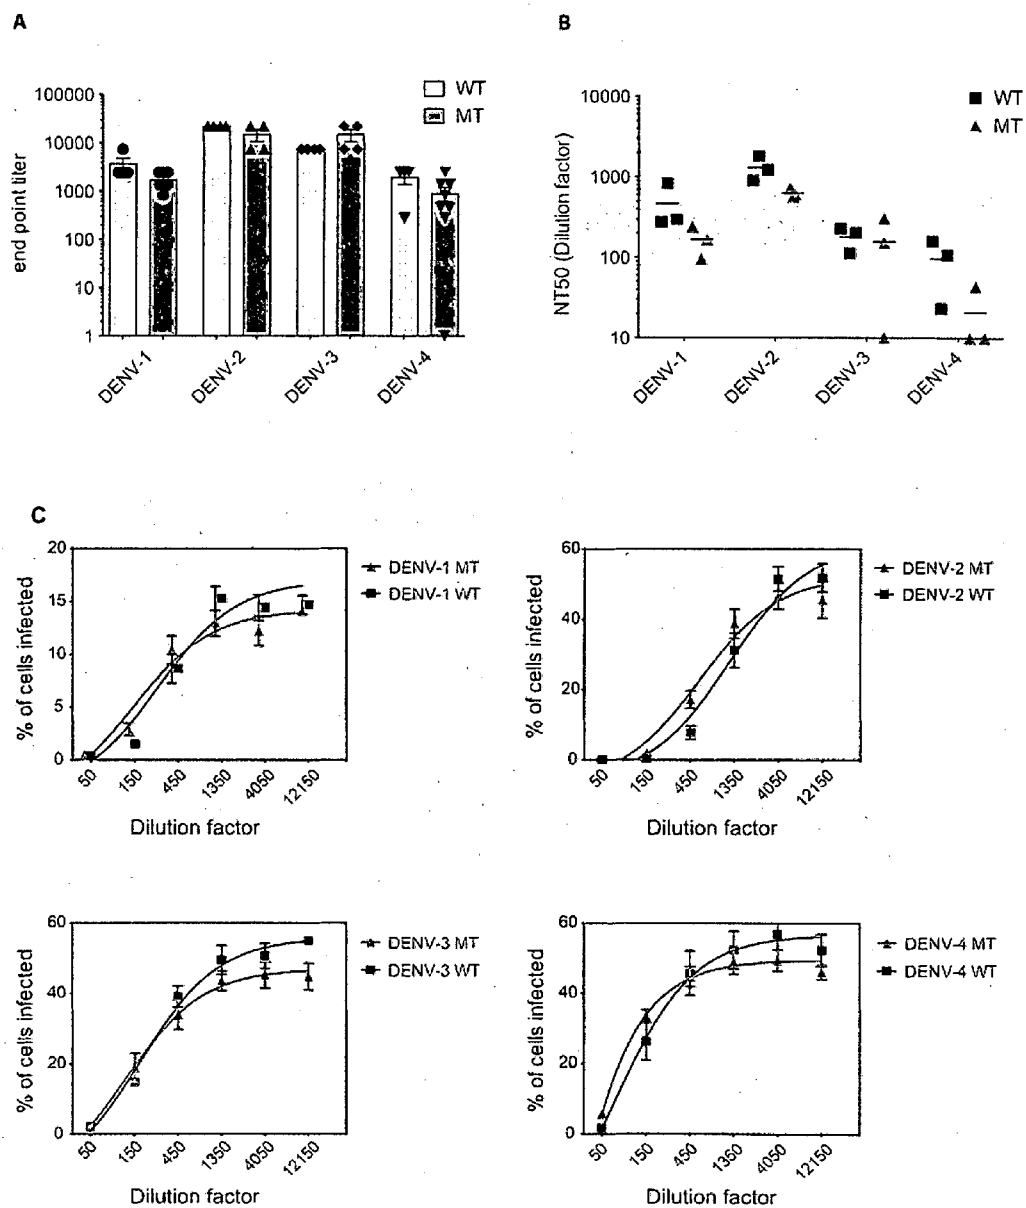 A
100000
10000
1000
100
10
1
end point titer
WT
MT
DENV-1
DENV-2
DENV-3
DENV-4
B
10000
1000
100
10
NT50 (Dilution factor)
WT
MT
DENV-1
DENV-2
DENV-3
DENV-4
C
20
15
10
5
0
% of cells infected
50
150
450
1350
4050
12150
Dilution factor
DENV-1 MT
DENV-1 WT
60
40
20
0
% of cells infected
50
150
450
1350
4050
12150
Dilution factor
DENV-2 MT
DENV-2 WT
60
40
20
0
% of cells infected
50
150
450
1350
4050
12150
Dilution factor
DENV-3 MT
DENV-3 WT
60
40
20
0
% of cells infected
50
150
450
1350
4050
12150
Dilution factor
DENV-4 MT
DENV-4 WT